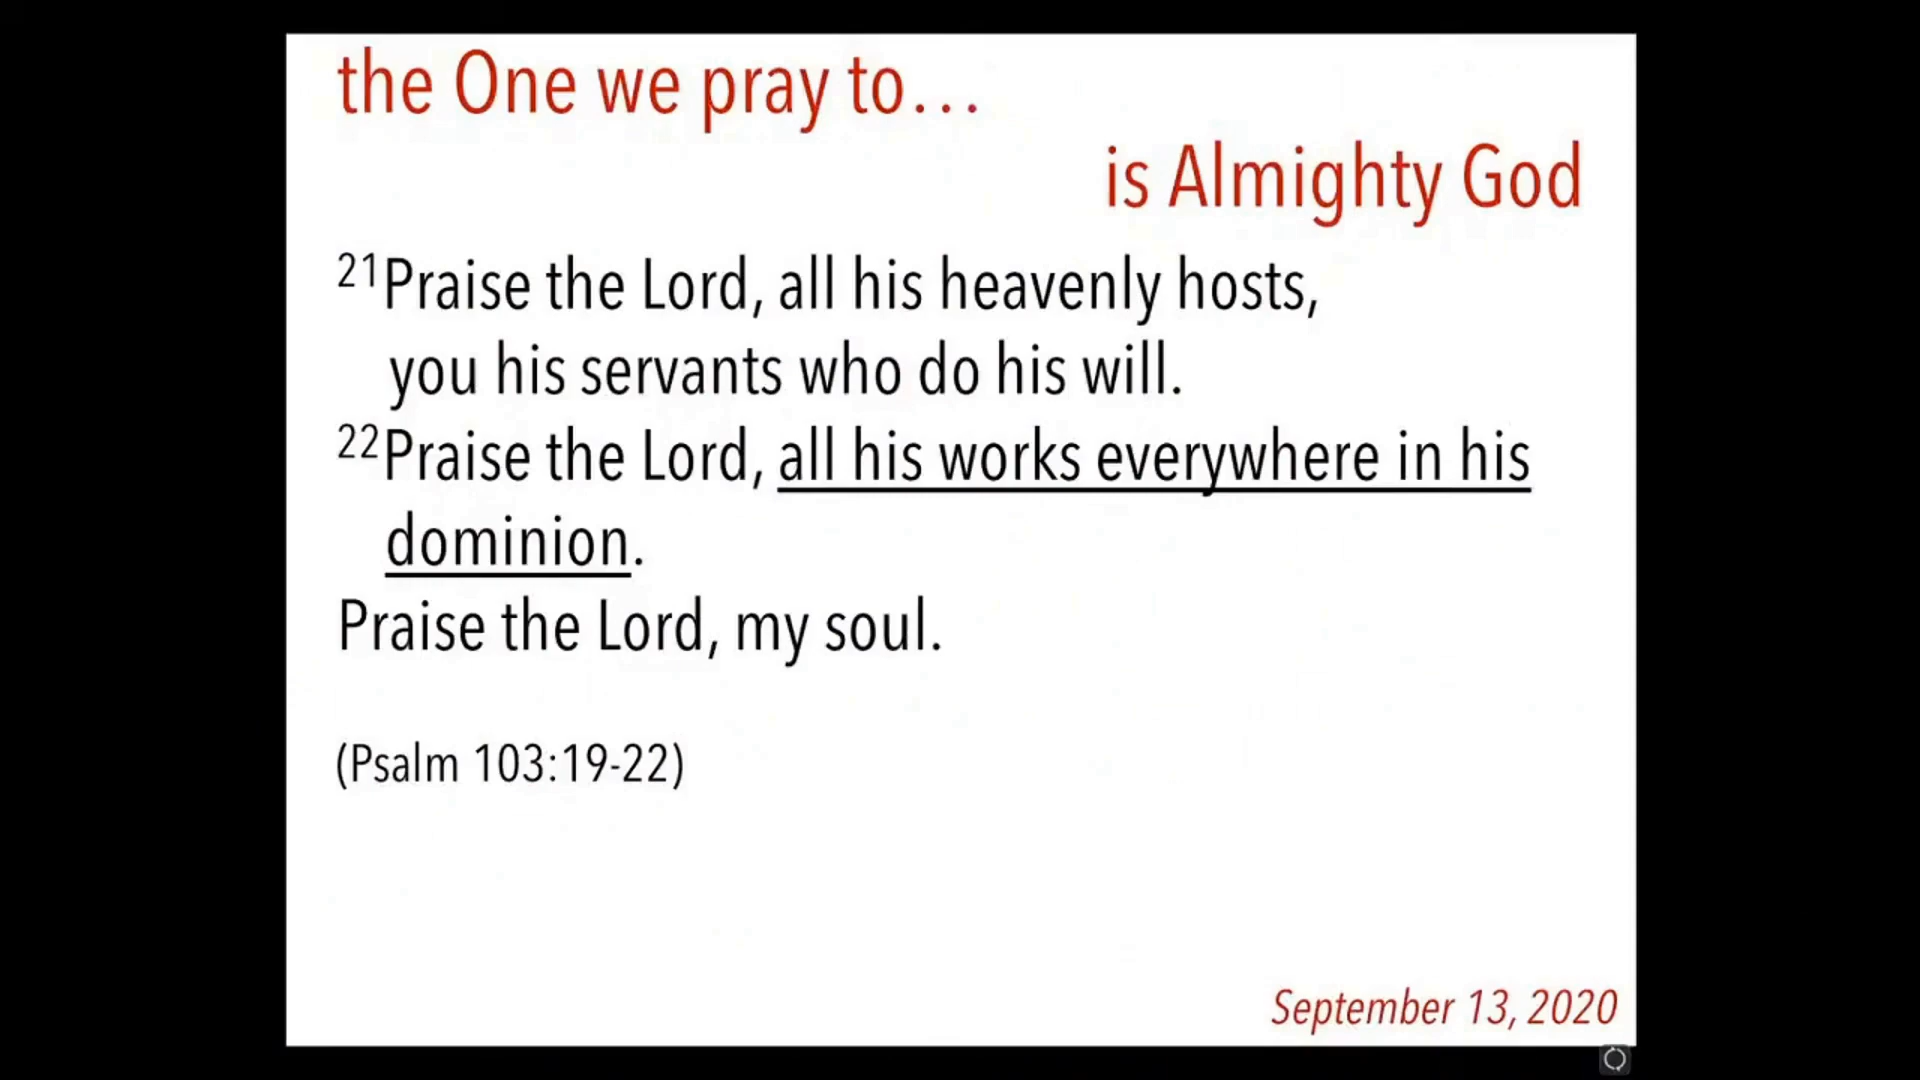 the One we pray to…
is Almighty God
21Praise the Lord, all his heavenly hosts,
you his servants who do his will.
22Praise the Lord, all his works everywhere in his
dominion.
Praise the Lord, my soul.
(Psalm 103:19-22)
September 13, 2020